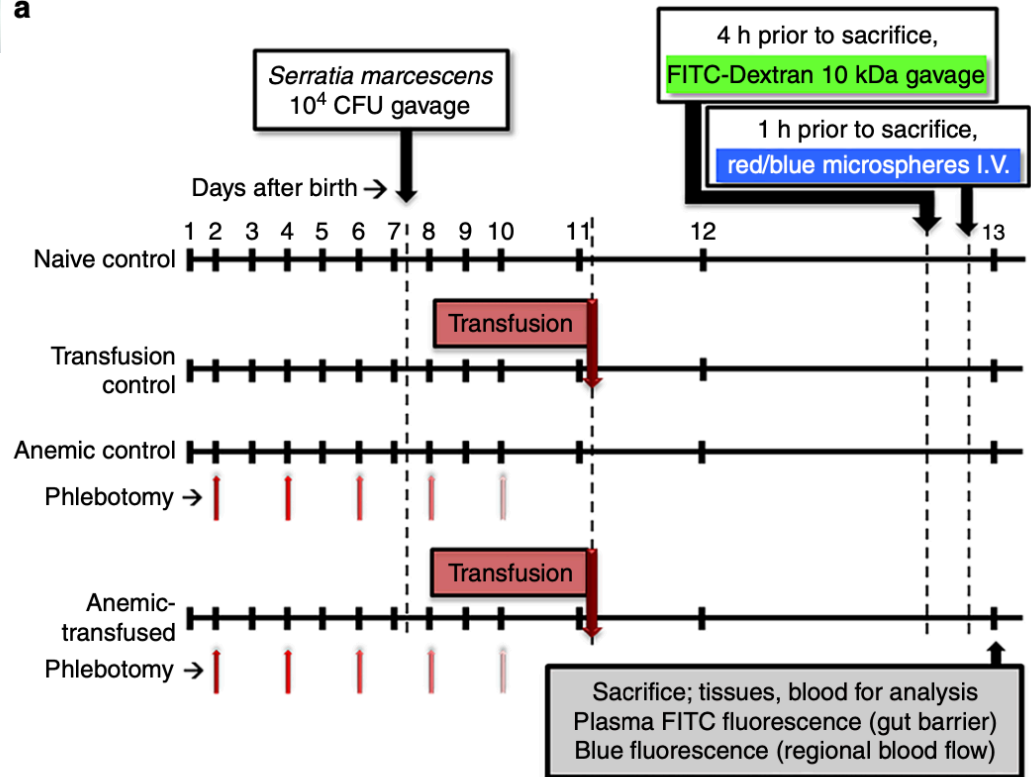 a
Serratia marcescens
10⁴ CFU gavage
4 h prior to sacrifice,
FITC-Dextran 10 kDa gavage
1 h prior to sacrifice,
red/blue microspheres I.V.
Days after birth →
1 2 3 4 5 6 7 8 9 10 11 12 13
Naive control
Transfusion
Transfusion
control
Anemic control
Phlebotomy →
Transfusion
Anemic-
transfused
Phlebotomy →
Sacrifice; tissues, blood for analysis
Plasma FITC fluorescence (gut barrier)
Blue fluorescence (regional blood flow)